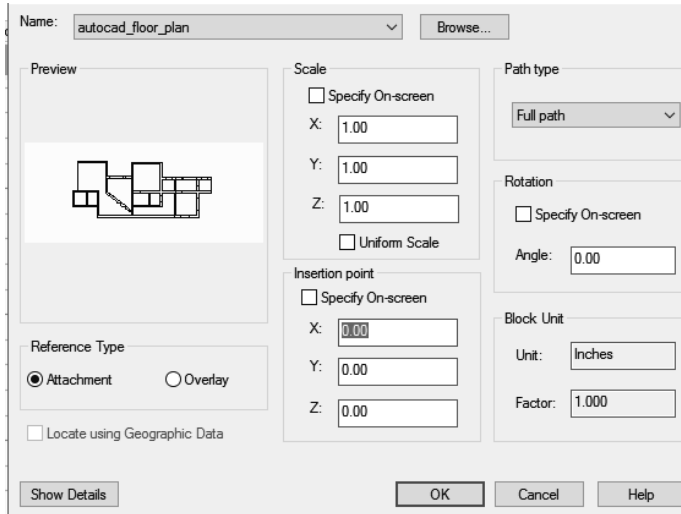 Name:
autocad_floor_plan
Browse...
Preview
Reference Type
Attachment
Overlay
Locate using Geographic Data
Scale
Specify On-screen
X: 1.00
Y: 1.00
Z: 1.00
Uniform Scale
Insertion point
Specify On-screen
X: 0.00
Y: 0.00
Z: 0.00
Path type
Full path
Rotation
Specify On-screen
Angle: 0.00
Block Unit
Unit: Inches
Factor: 1.000
Show Details
OK
Cancel
Help